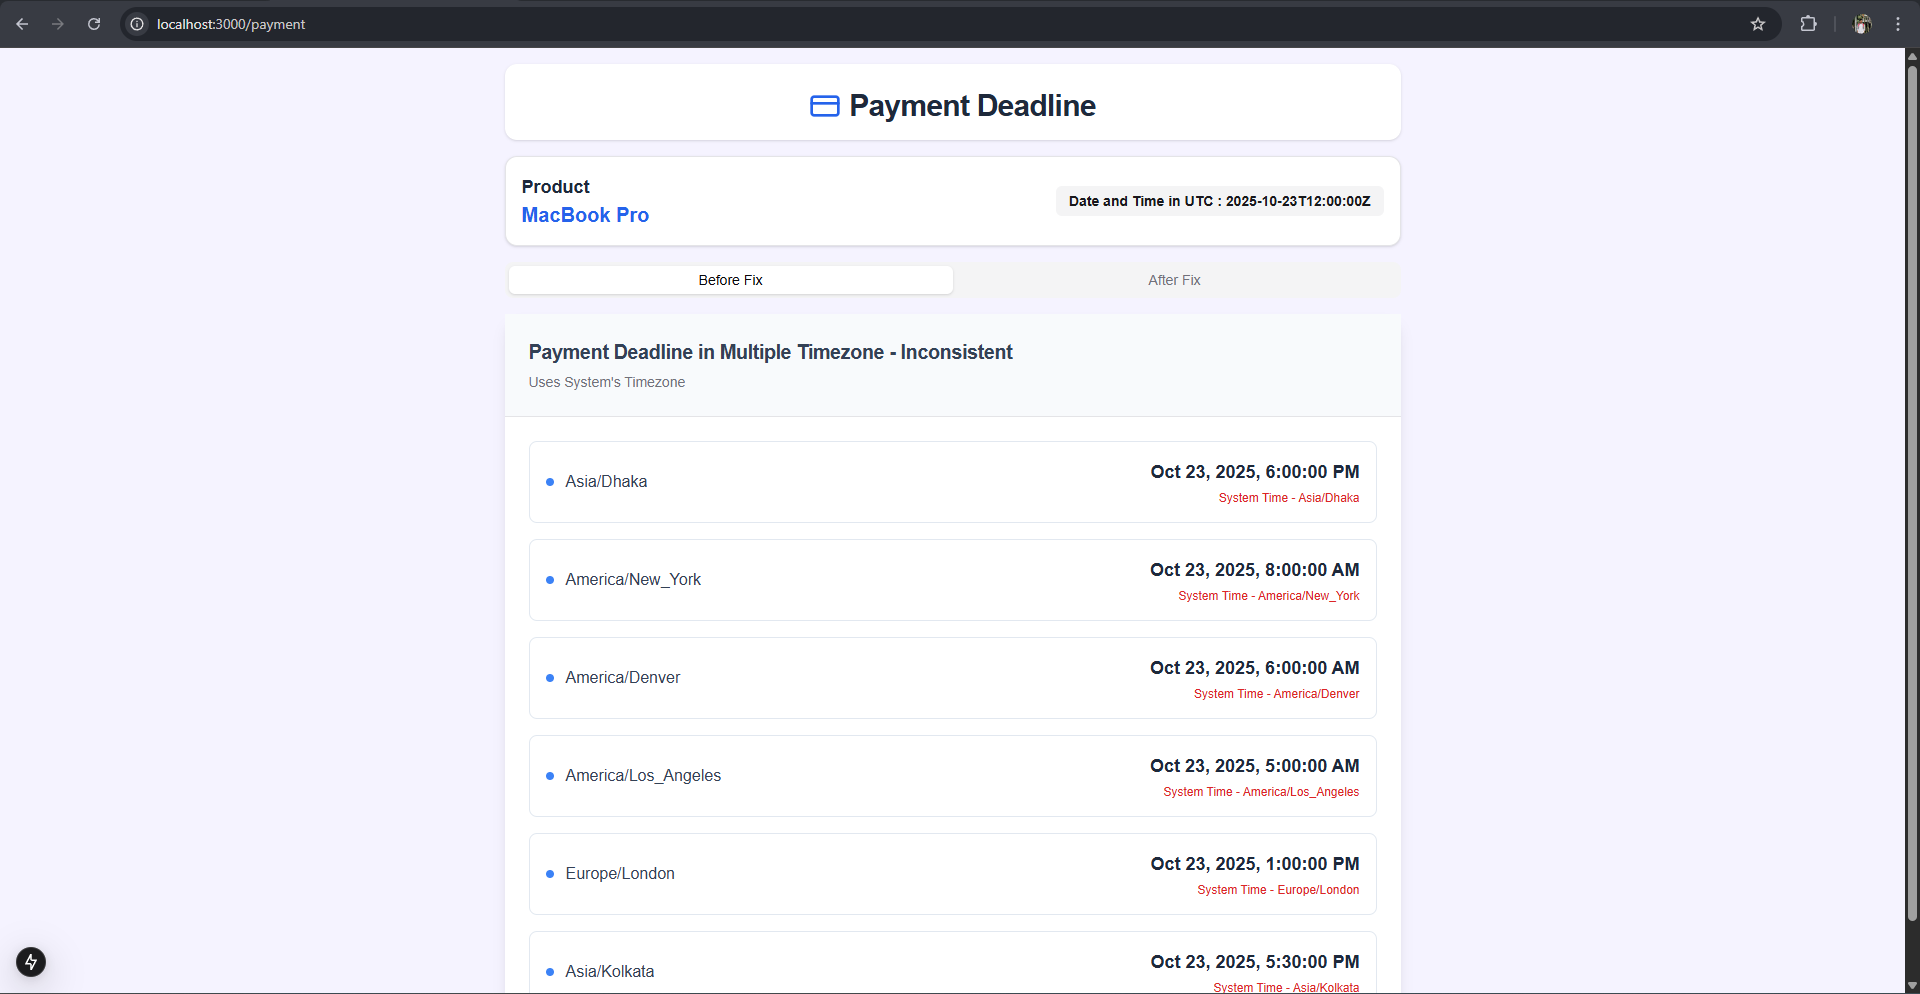 localhost:3000/payment
Payment Deadline
Product
MacBook Pro
Date and Time in UTC : 2025-10-23T12:00:00Z
Before Fix
After Fix
Payment Deadline in Multiple Timezone - Inconsistent
Uses System's Timezone
Asia/Dhaka
Oct 23, 2025, 6:00:00 PM
System Time - Asia/Dhaka
America/New_York
Oct 23, 2025, 8:00:00 AM
System Time - America/New_York
America/Denver
Oct 23, 2025, 6:00:00 AM
System Time - America/Denver
America/Los_Angeles
Oct 23, 2025, 5:00:00 AM
System Time - America/Los_Angeles
Europe/London
Oct 23, 2025, 1:00:00 PM
System Time - Europe/London
Asia/Kolkata
Oct 23, 2025, 5:30:00 PM
System Time - Asia/Kolkata